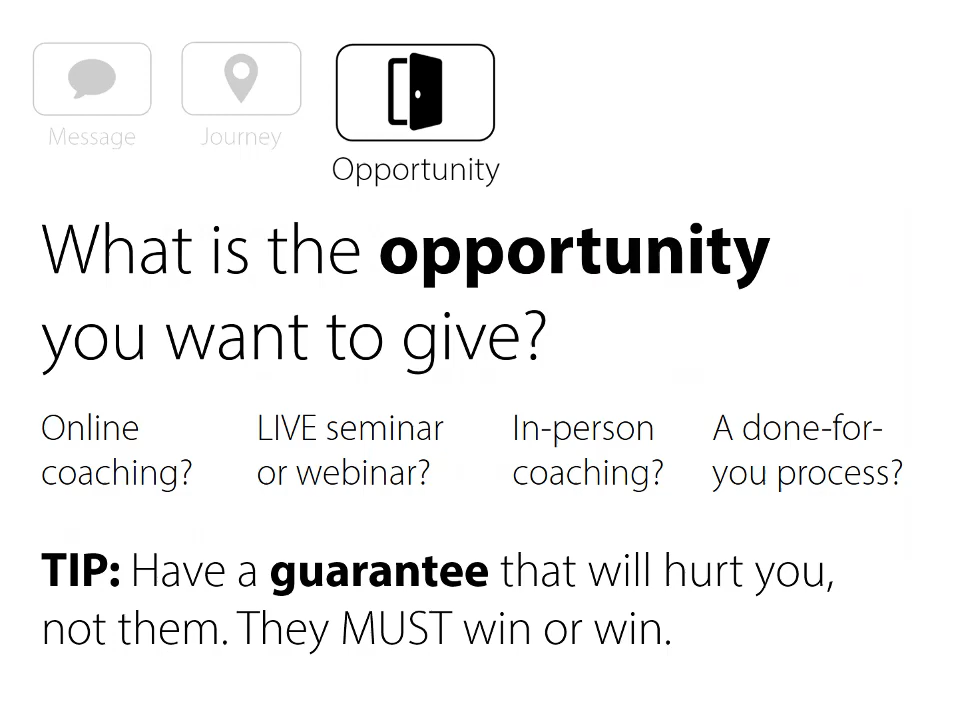 Message
Journey
Opportunity
What is the opportunity
you want to give?
Online
coaching?
LIVE seminar
or webinar?
In-person
coaching?
A done-for-
you process?
TIP: Have a guarantee that will hurt you,
not them. They MUST win or win.